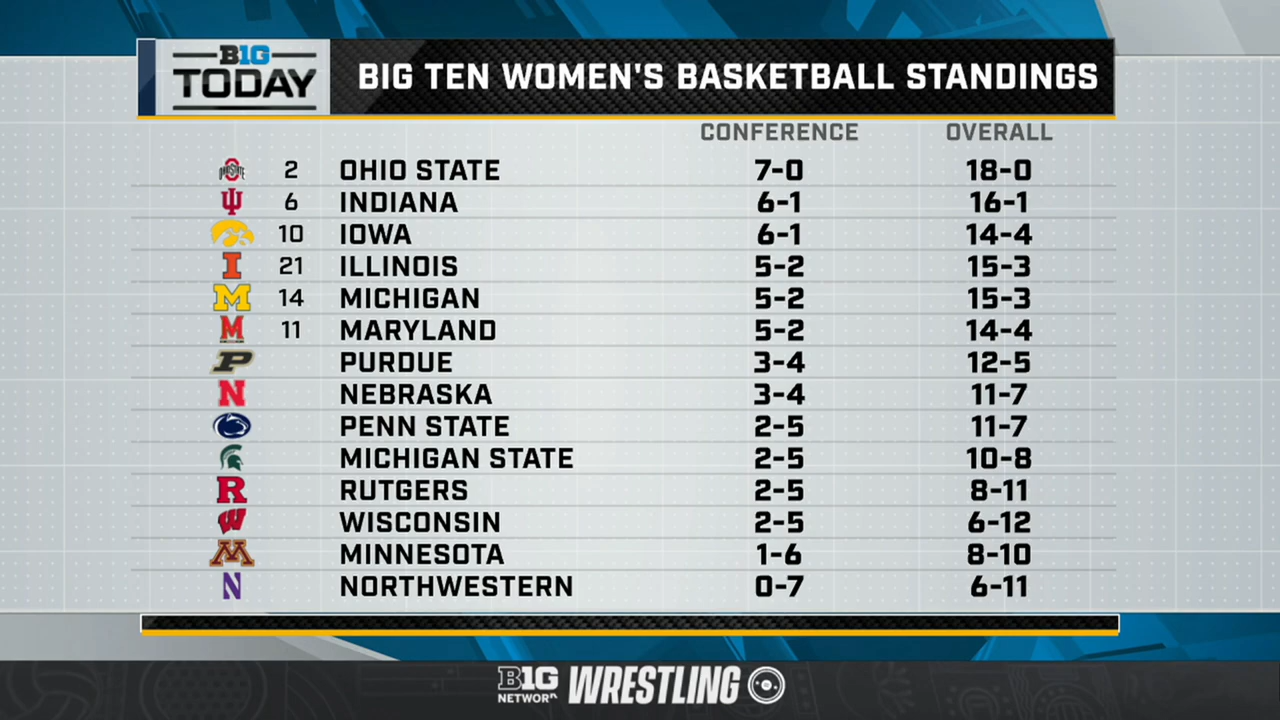 B1G TODAY BIG TEN WOMEN'S BASKETBALL STANDINGS
CONFERENCE OVERALL
2 OHIO STATE 7-0 18-0
6 INDIANA 6-1 16-1
10 IOWA 6-1 14-4
21 ILLINOIS 5-2 15-3
14 MICHIGAN 5-2 15-3
11 MARYLAND 5-2 14-4
PURDUE 3-4 12-5
NEBRASKA 3-4 11-7
PENN STATE 2-5 11-7
MICHIGAN STATE 2-5 10-8
RUTGERS 2-5 8-11
WISCONSIN 2-5 6-12
MINNESOTA 1-6 8-10
NORTHWESTERN 0-7 6-11
B1G NETWORK WRESTLING